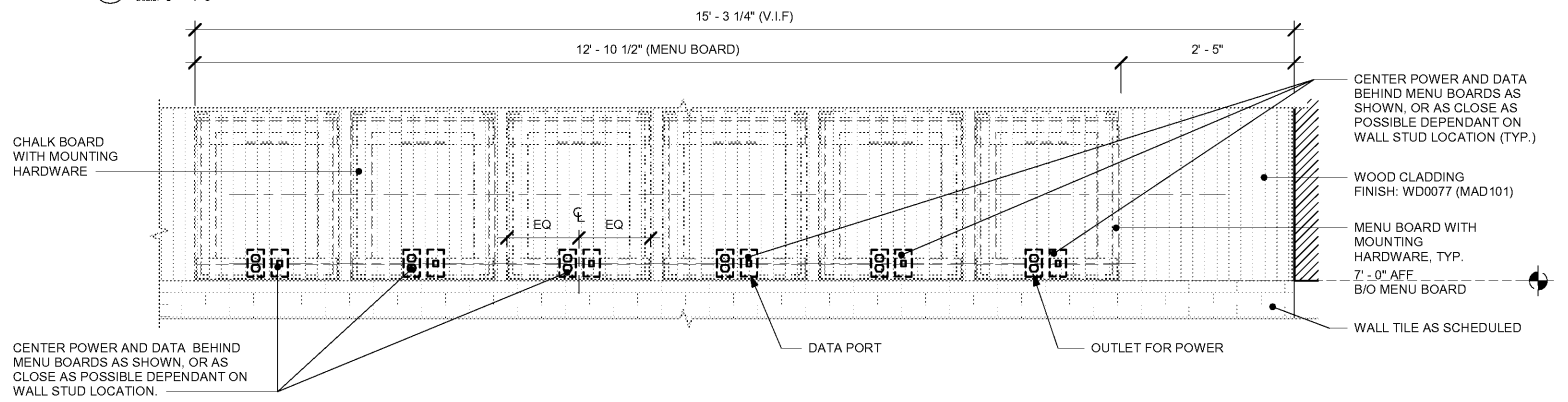 15' - 3 1/4" (V.I.F)
12' - 10 1/2" (MENU BOARD)
2' - 5"
CHALK BOARD
WITH MOUNTING
HARDWARE
EQ
EQ
CENTER POWER AND DATA
BEHIND MENU BOARDS AS
SHOWN, OR AS CLOSE AS
POSSIBLE DEPENDANT ON
WALL STUD LOCATION (TYP.)
WOOD CLADDING
FINISH: WD0077 (MAD101)
MENU BOARD WITH
MOUNTING
HARDWARE, TYP.
7' - 0" AFF
B/O MENU BOARD
WALL TILE AS SCHEDULED
CENTER POWER AND DATA BEHIND
MENU BOARDS AS SHOWN, OR AS
CLOSE AS POSSIBLE DEPENDANT ON
WALL STUD LOCATION.
DATA PORT
OUTLET FOR POWER